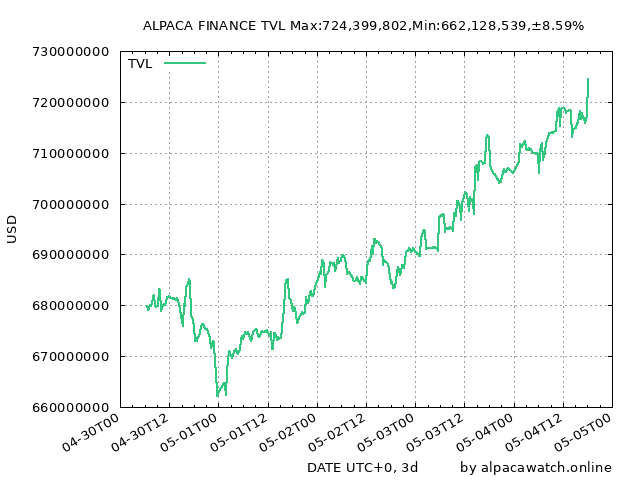 ALPACA FINANCE TVL Max:724,399,802,Min:662,128,539,±8.59%
730000000
TVL
720000000
710000000
700000000
690000000
680000000
670000000
660000000
USD
04-30T00
04-30T12
05-01T00
05-01T12
05-02T00
05-02T12
05-03T00
05-03T12
05-04T00
05-04T12
05-05T00
DATE UTC+0, 3d
by alpacawatch.online